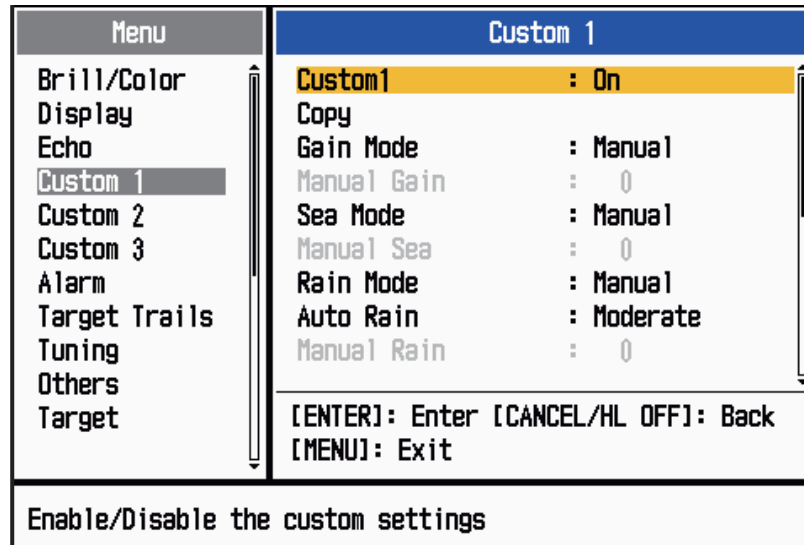 Menu
Brill/Color
Display
Echo
Custom 1
Custom 2
Custom 3
Alarm
Target Trails
Tuning
Others
Target
Custom 1
Custom1 : On
Copy
Gain Mode : Manual
Manual Gain : 0
Sea Mode : Manual
Manual Sea : 0
Rain Mode : Manual
Auto Rain : Moderate
Manual Rain : 0
[ENTER]: Enter [CANCEL/HL OFF]: Back
[MENU]: Exit
Enable/Disable the custom settings